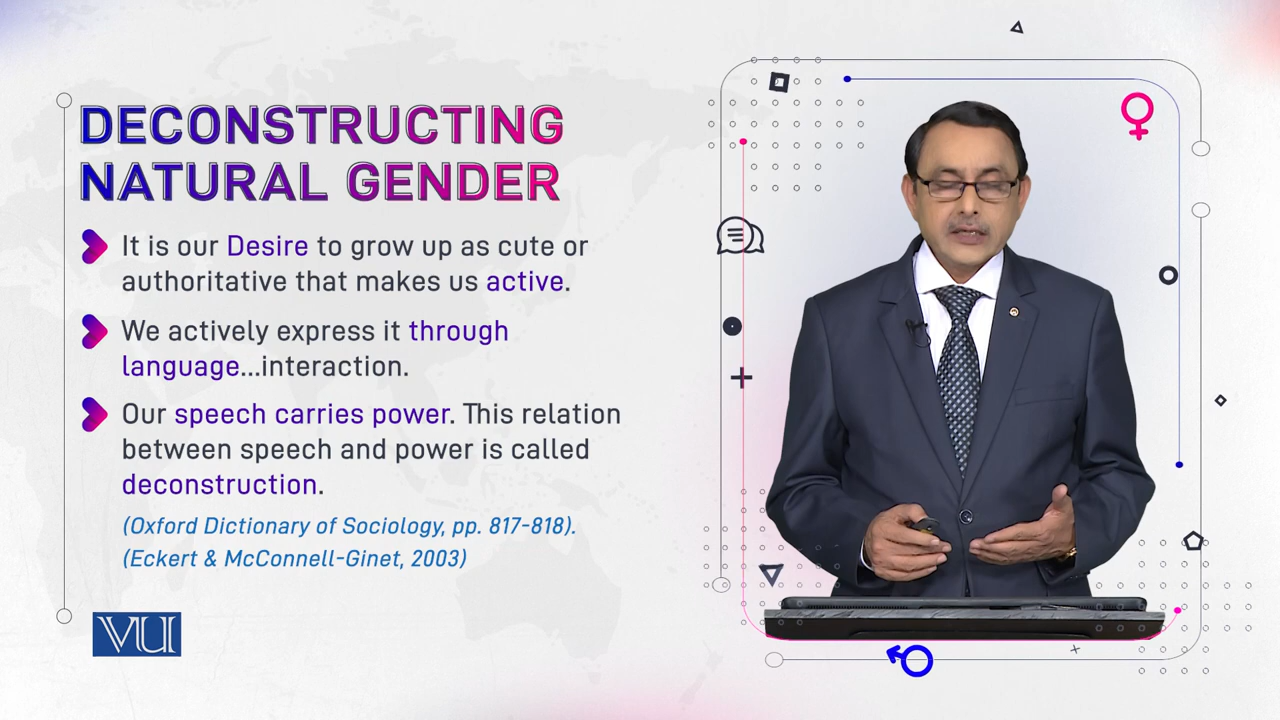 DECONSTRUCTING
NATURAL GENDER
It is our Desire to grow up as cute or
authoritative that makes us active.
We actively express it through
language...interaction.
Our speech carries power. This relation
between speech and power is called
deconstruction.
(Oxford Dictionary of Sociology, pp. 817-818).
(Eckert & McConnell-Ginet, 2003)
VU